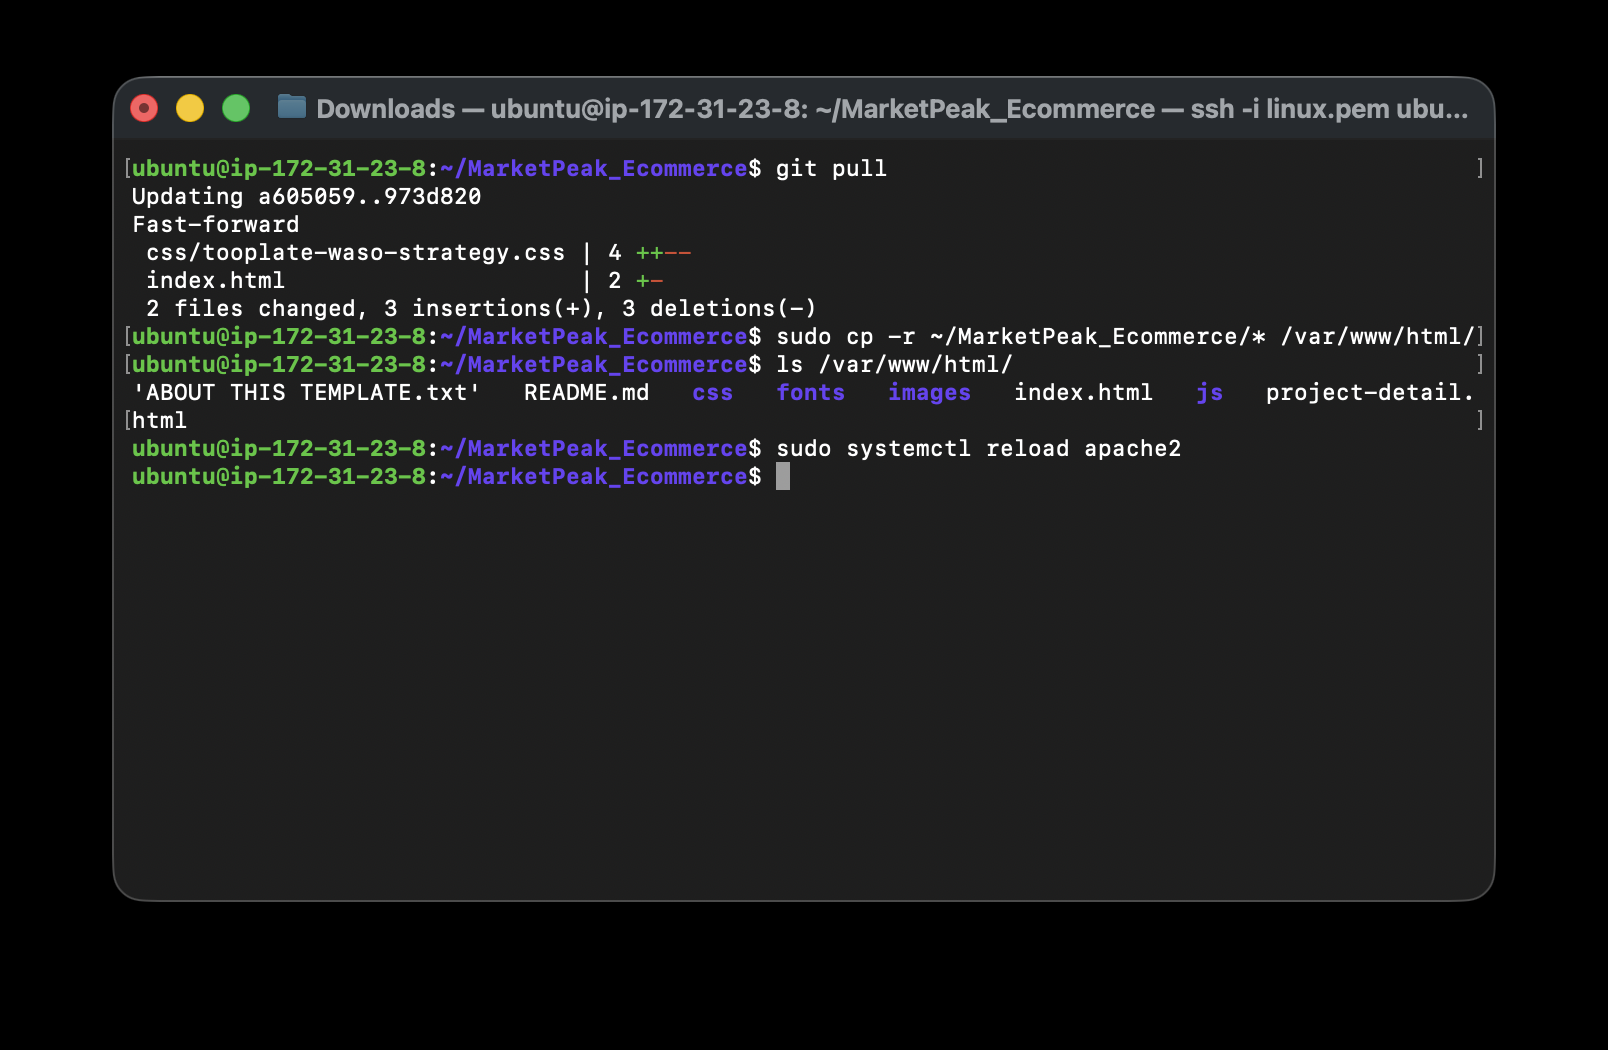 Downloads — ubuntu@ip-172-31-23-8: ~/MarketPeak_Ecommerce — ssh -i linux.pem ubu...
[ubuntu@ip-172-31-23-8:~/MarketPeak_Ecommerce$ git pull ]
Updating a605059..973d820
Fast-forward
 css/tooplate-waso-strategy.css | 4 ++--
 index.html                     | 2 +-
 2 files changed, 3 insertions(+), 3 deletions(-)
[ubuntu@ip-172-31-23-8:~/MarketPeak_Ecommerce$ sudo cp -r ~/MarketPeak_Ecommerce/* /var/www/html/]
[ubuntu@ip-172-31-23-8:~/MarketPeak_Ecommerce$ ls /var/www/html/ ]
'ABOUT THIS TEMPLATE.txt'   README.md   css   fonts   images   index.html   js   project-detail.
[html ]
ubuntu@ip-172-31-23-8:~/MarketPeak_Ecommerce$ sudo systemctl reload apache2
ubuntu@ip-172-31-23-8:~/MarketPeak_Ecommerce$